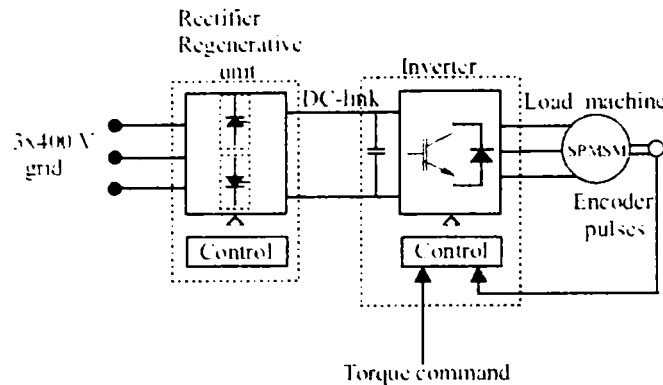 Rectifier
Regenerative
unit
Inverter
DC-link
Load machine
3x400 V
grid
SPMSM
Encoder
pulses
Control
Control
Torque command